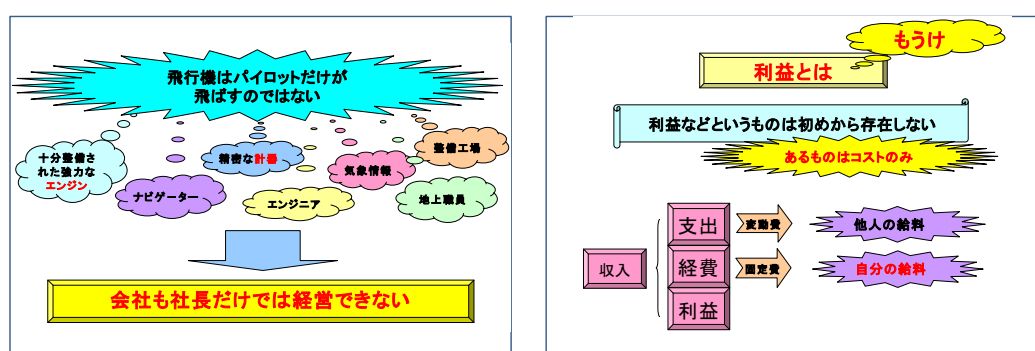 飛行機はパイロットだけが
飛ばすのではない
十分整備さ
れた強力な
エンジン
ナビゲーター
精密な計器
エンジニア
気象情報
整備工場
地上職員
会社も社長だけでは経営できない
もうけ
利益とは
利益などというものは初めから存在しない
あるものはコストのみ
収入
支出
変動費
他人の給料
経費
固定費
自分の給料
利益